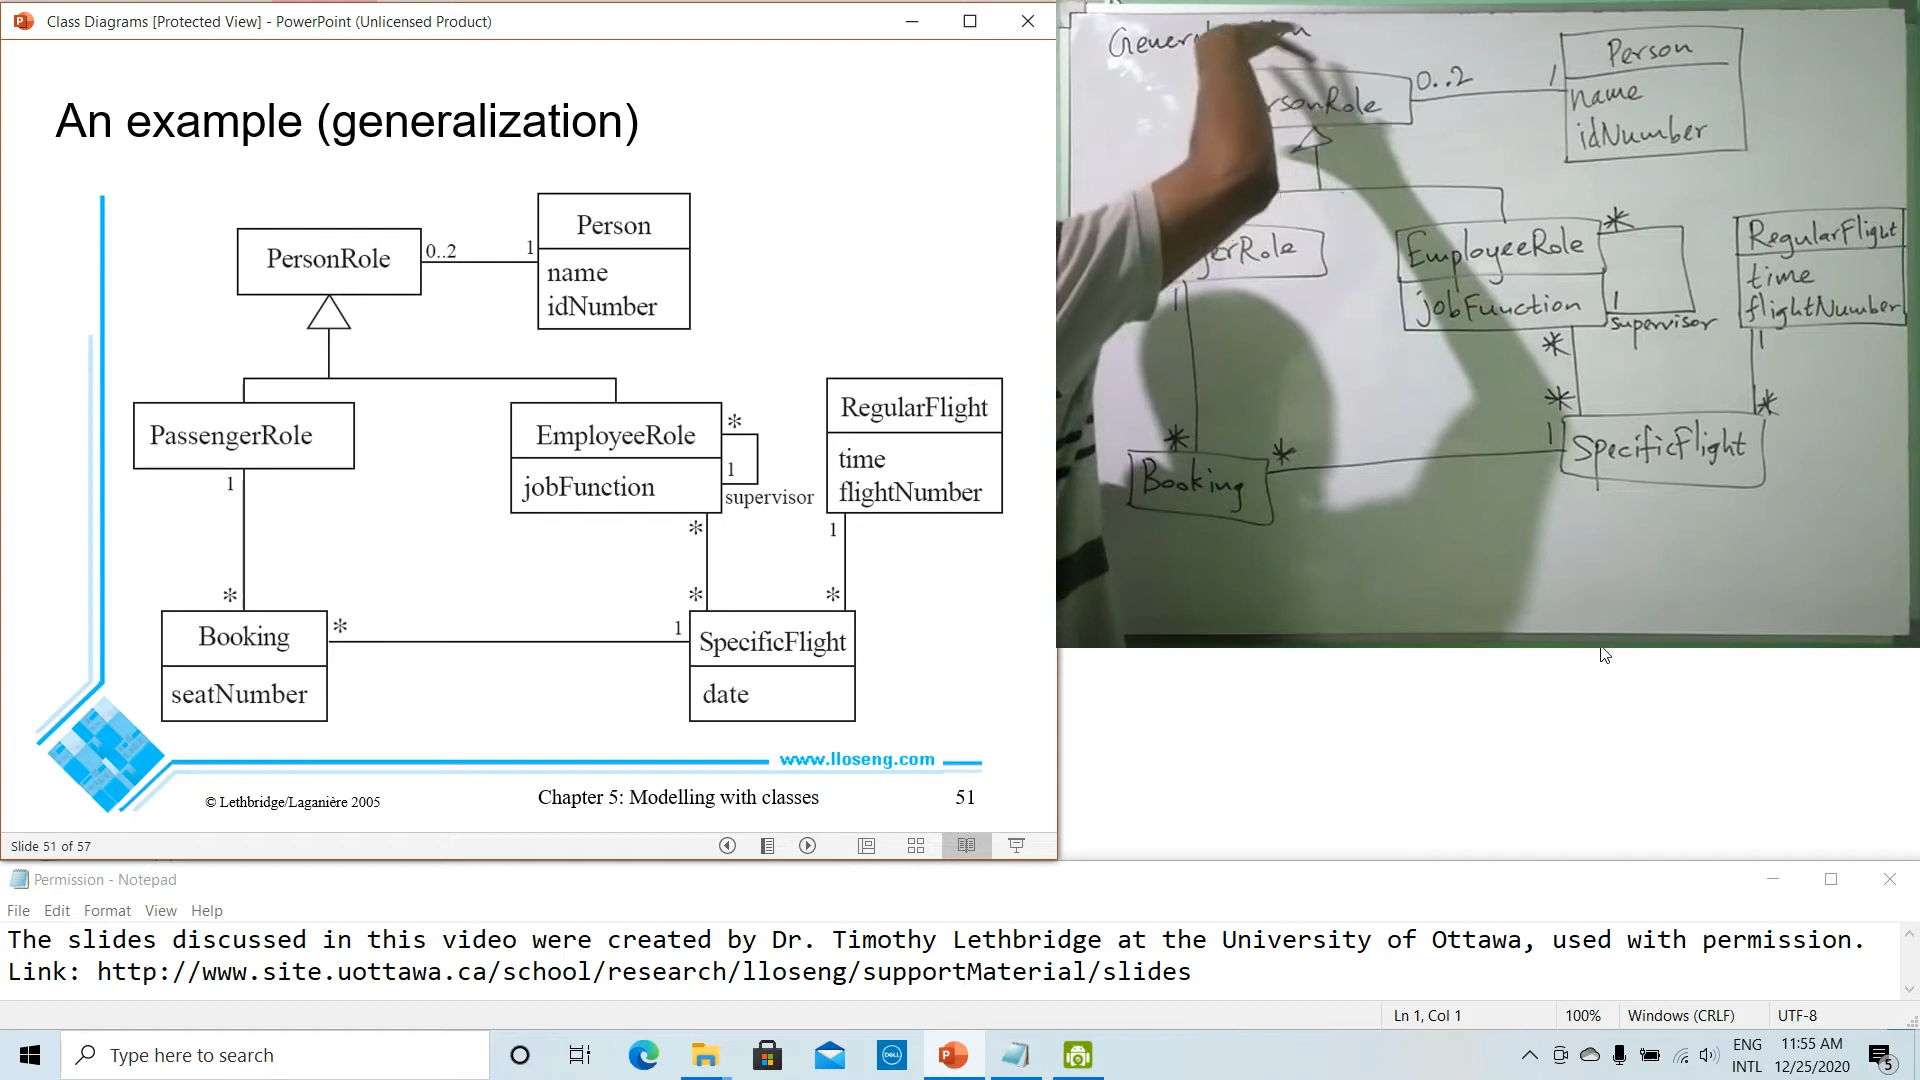 Class Diagrams [Protected View] - PowerPoint (Unlicensed Product)
An example (generalization)
PersonRole
0..2
1
Person
name
idNumber
PassengerRole
1
*
EmployeeRole
jobFunction
*
1
supervisor
*
*
RegularFlight
time
flightNumber
1
*
Booking
seatNumber
*
1
SpecificFlight
date
www.lloseng.com
© Lethbridge/Laganière 2005
Chapter 5: Modelling with classes
51
Slide 51 of 57
0..2
1
Person
name
idNumber
EmployeeRole
jobFunction
*
1
supervisor
RegularFlight
time
flightNumber
1
*
1
*
*
*
Booking
*
1
SpecificFlight
Permission - Notepad
File Edit Format View Help
The slides discussed in this video were created by Dr. Timothy Lethbridge at the University of Ottawa, used with permission.
Link: http://www.site.uottawa.ca/school/research/lloseng/supportMaterial/slides
Ln 1, Col 1 100% Windows (CRLF) UTF-8
Type here to search
DELL
ENG
INTL
11:55 AM
12/25/2020
5